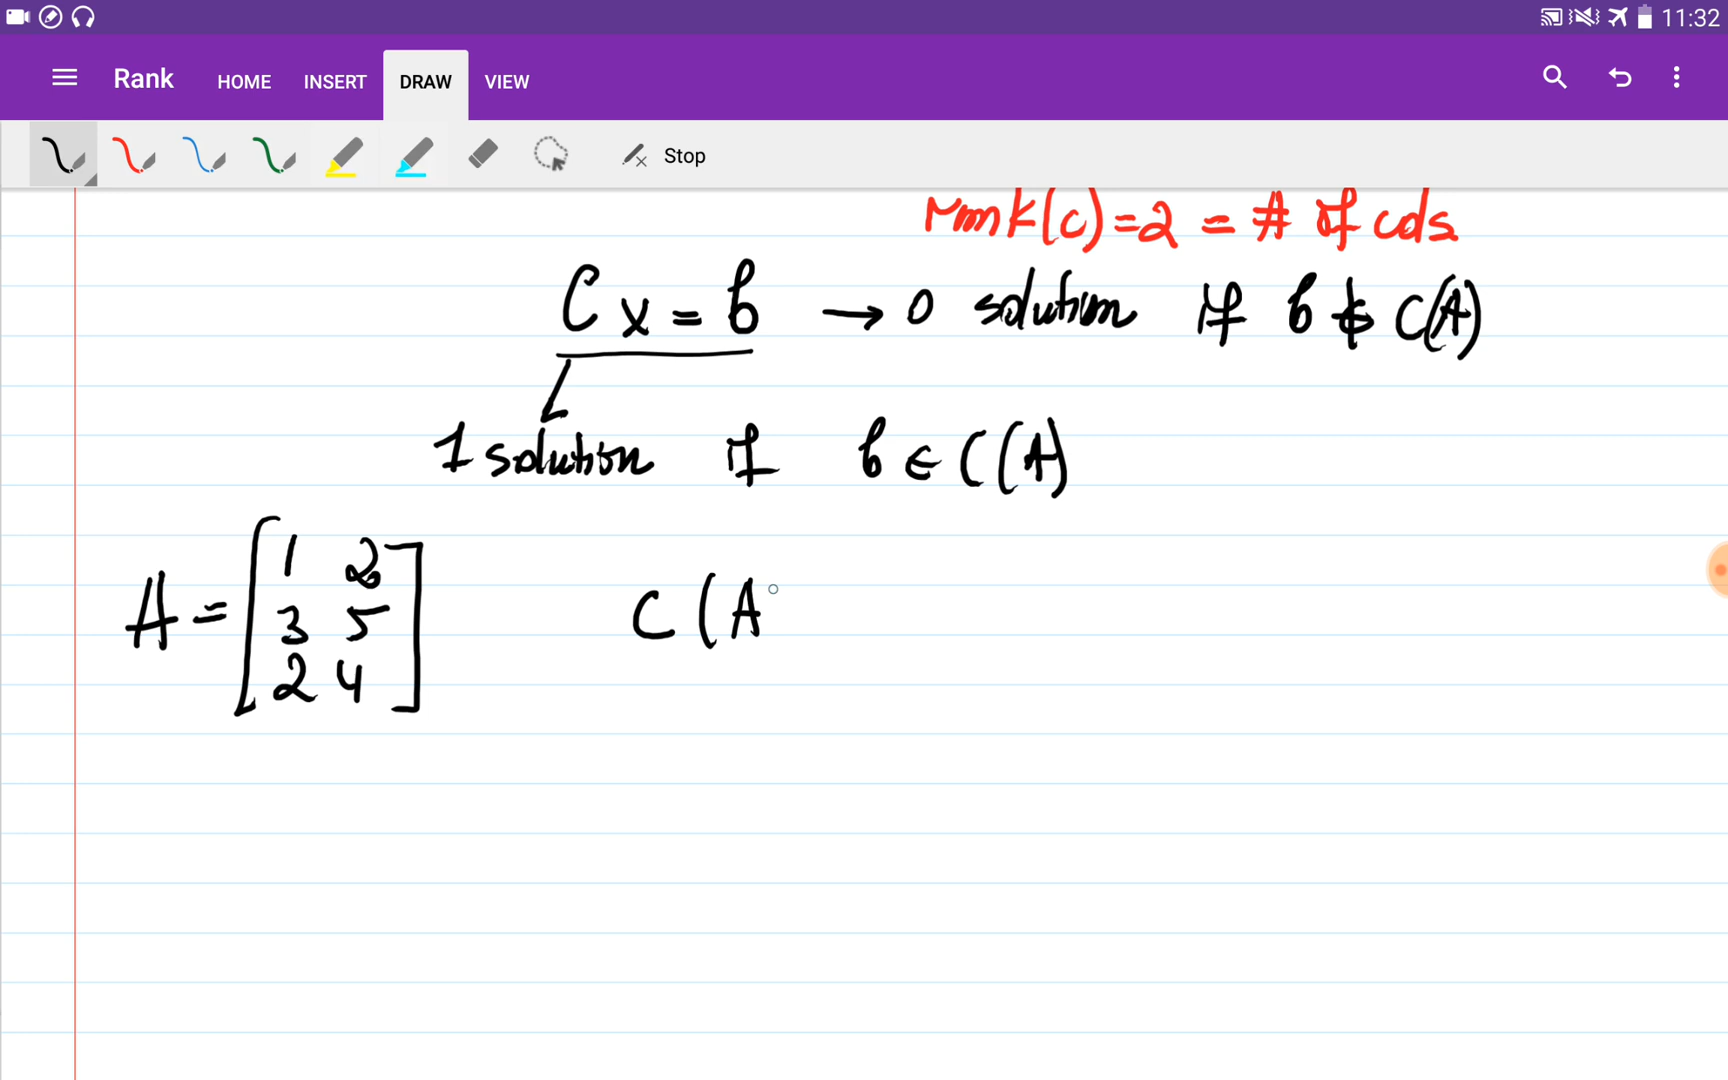 11:32
Rank HOME INSERT DRAW VIEW
Stop
rank(c)=2 = # of cols
Cx = b → 0 solution if b ∉ C(A)
1 solution if b ∈ C(A)
A = [1 2
3 5
2 4]
C (A